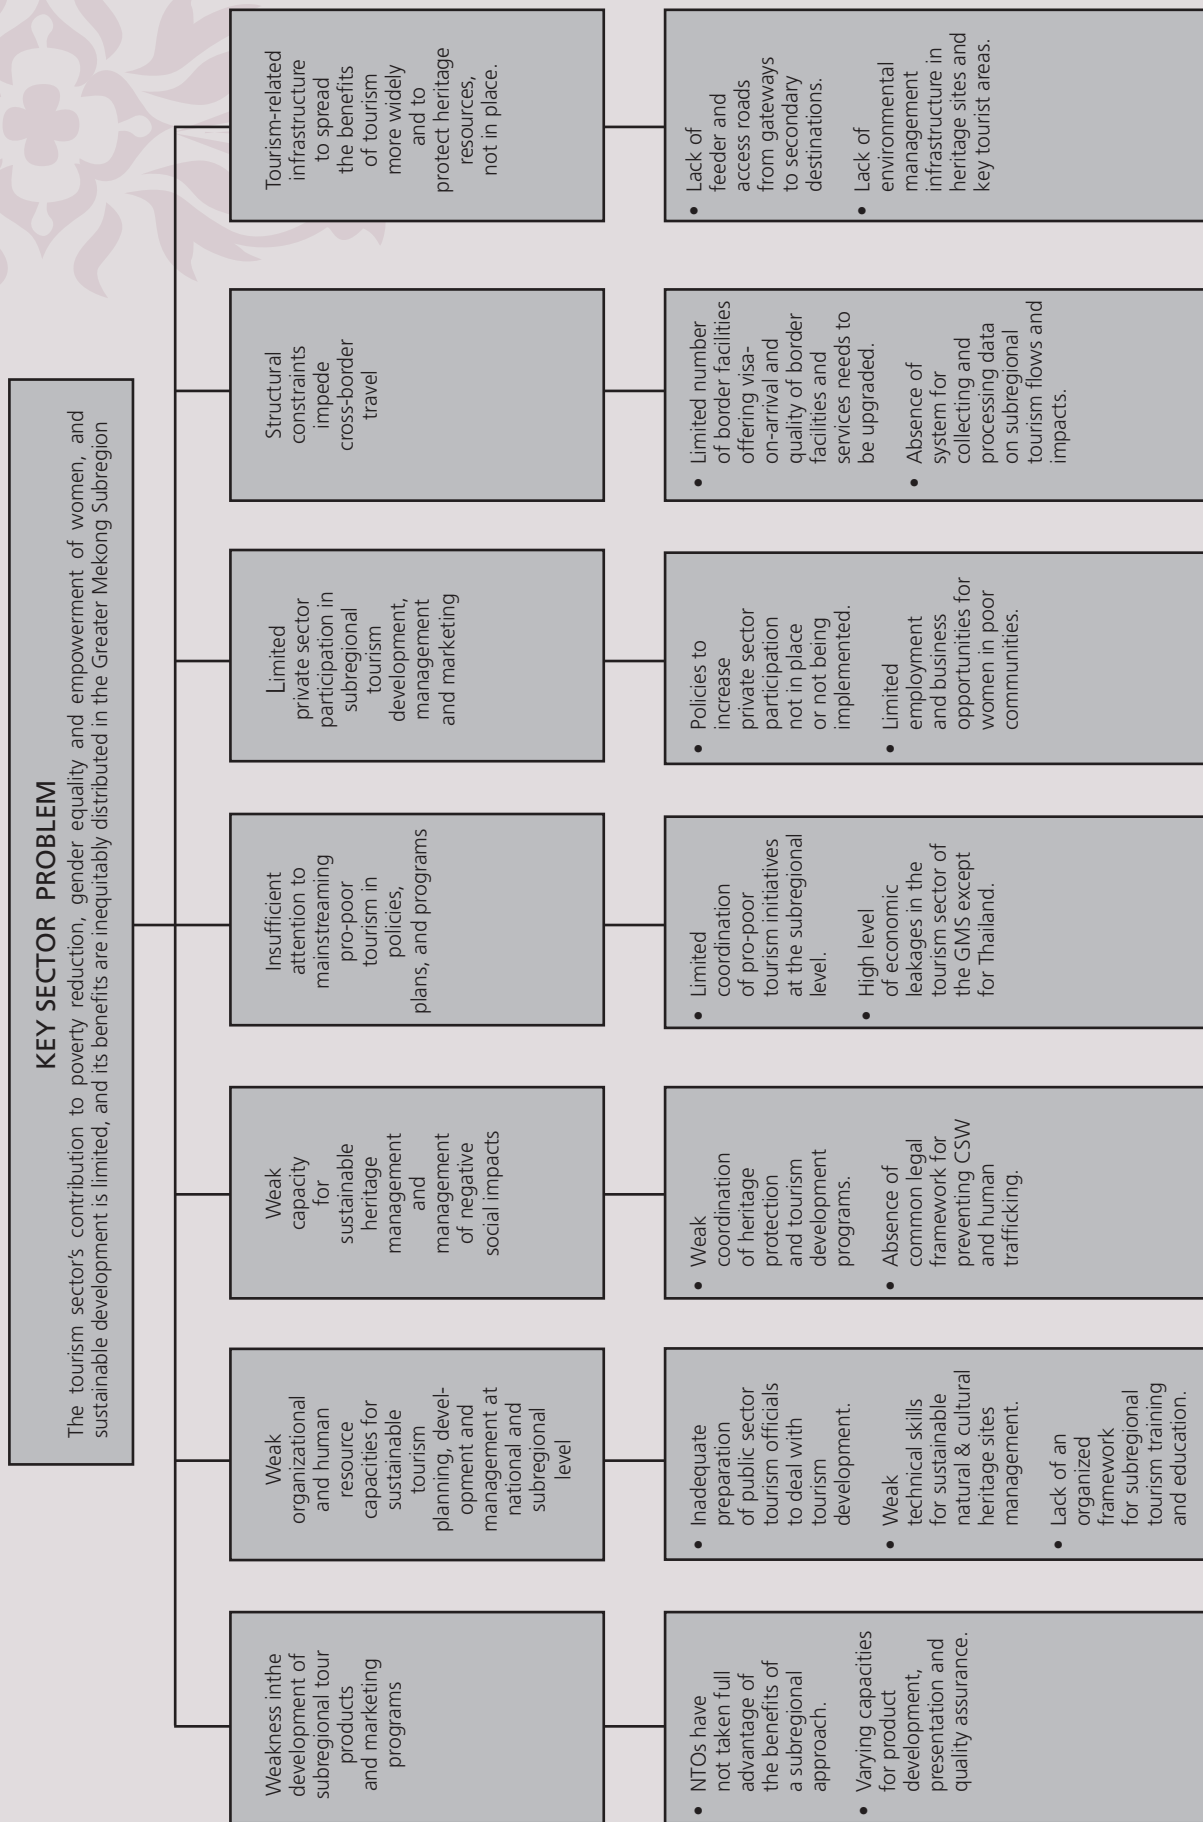 KEY SECTOR PROBLEM
The tourism sector's contribution to poverty reduction, gender equality and empowerment of women, and
sustainable development is limited, and its benefits are inequitably distributed in the Greater Mekong Subregion
Weakness inthe
development of
subregional tour
products
and marketing
programs
Weak
organizational
and human
resource
capacities for
sustainable
tourism
planning, devel-
opment and
management at
national and
subregional
level
Weak
capacity
for
sustainable
heritage
management
and
management
of negative
social impacts
Insufficient
attention to
mainstreaming
pro-poor
tourism in
policies,
plans, and programs
Limited
private sector
participation in
subregional
tourism
development,
management
and marketing
Structural
constraints
impede
cross-border
travel
Tourism-related
infrastructure
to spread
the benefits
of tourism
more widely
and to
protect heritage
resources,
not in place.
• NTOs have
not taken full
advantage of
the benefits of
a subregional
approach.
• Varying capacities
for product
development,
presentation and
quality assurance.
• Inadequate
preparation
of public sector
tourism officials
to deal with
tourism
development.
• Weak
technical skills
for sustainable
natural & cultural
heritage sites
management.
• Lack of an
organized
framework
for subregional
tourism training
and education.
• Weak
coordination
of heritage
protection
and tourism
development
programs.
• Absence of
common legal
framework for
preventing CSW
and human
trafficking.
• Limited
coordination
of pro-poor
tourism initiatives
at the subregional
level.
• High level
of economic
leakages in the
tourism sector of
the GMS except
for Thailand.
• Policies to
increase
private sector
participation
not in place
or not being
implemented.
• Limited
employment
and business
opportunities for
women in poor
communities.
• Limited number
of border facilities
offering visa-
on-arrival and
quality of border
facilities and
services needs to
be upgraded.
• Absence of
system for
collecting and
processing data
on subregional
tourism flows and
impacts.
• Lack of
feeder and
access roads
from gateways
to secondary
destinations.
• Lack of
environmental
management
infrastructure in
heritage sites and
key tourist areas.